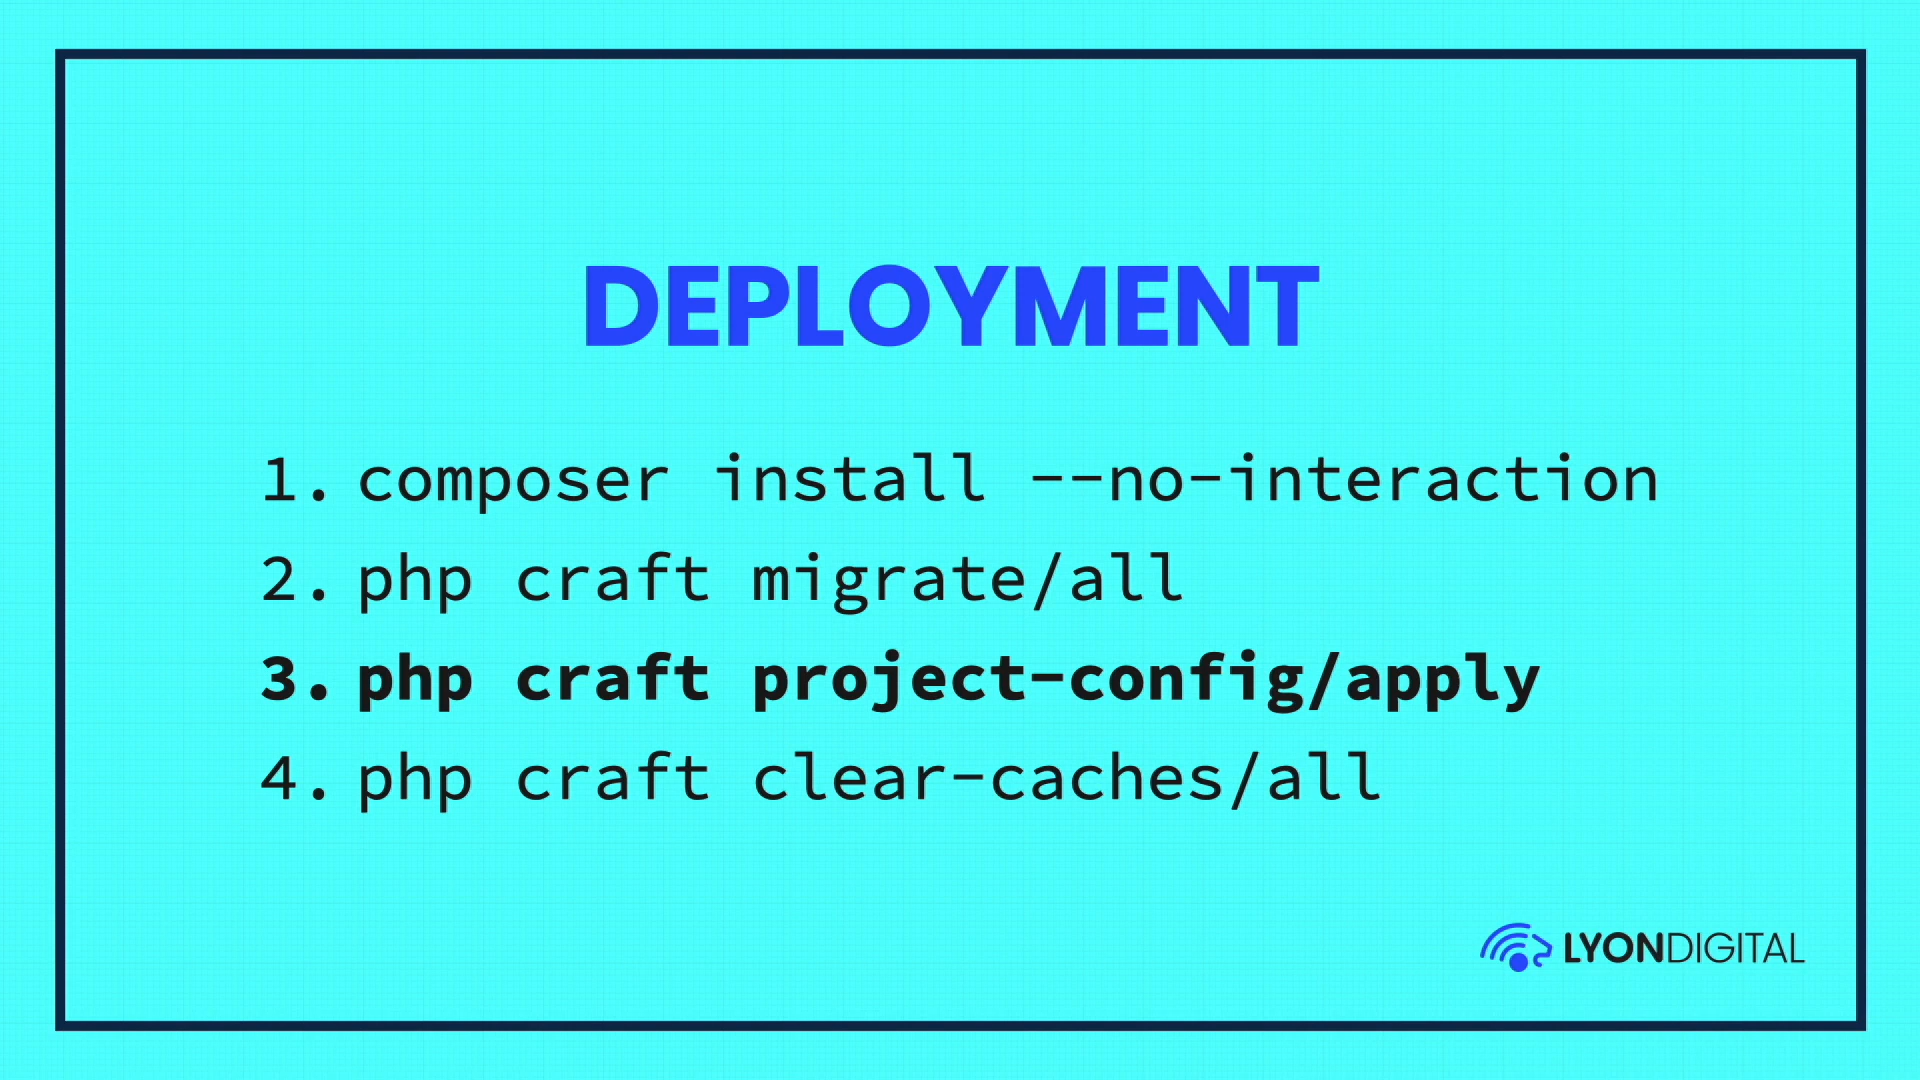 DEPLOYMENT
1. composer install --no-interaction
2. php craft migrate/all
3. php craft project-config/apply
4. php craft clear-caches/all
LYONDIGITAL